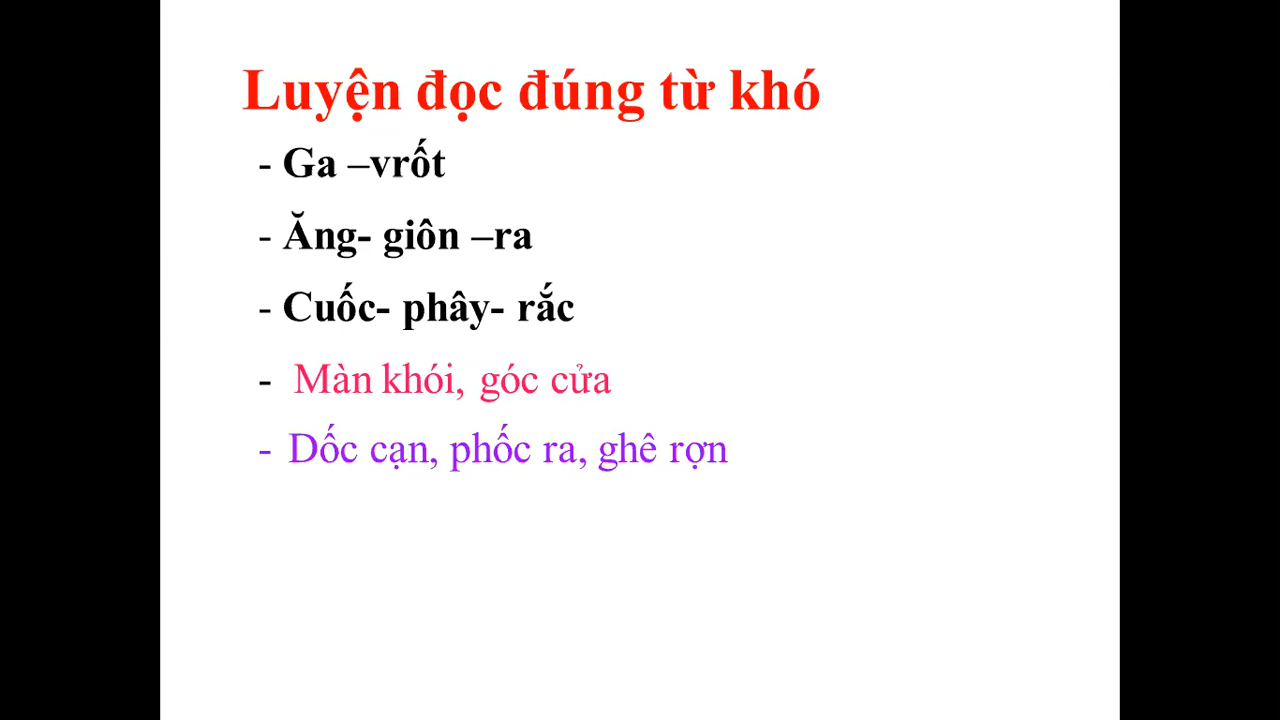 Luyện đọc đúng từ khó
- Ga –vrốt
- Ăng- giôn –ra
- Cuốc- phây- rắc
- Màn khói, góc cửa
- Dốc cạn, phốc ra, ghê rợn